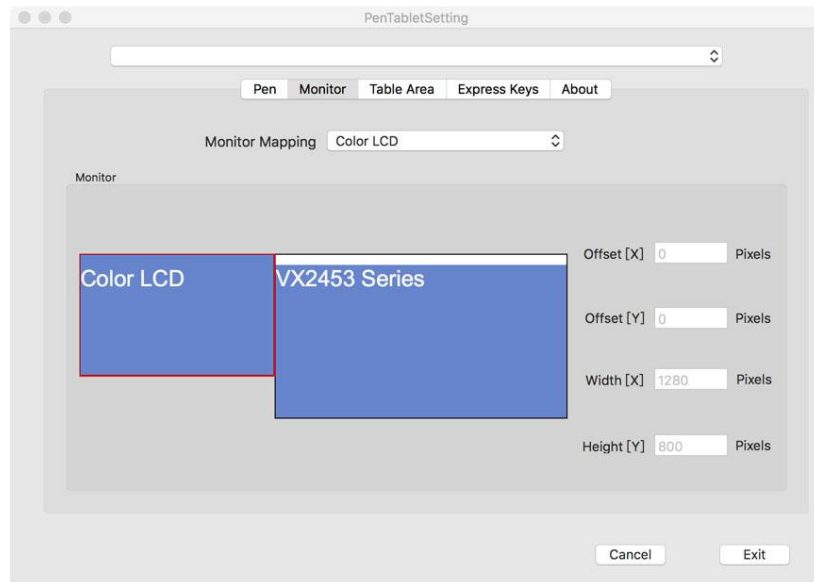 PenTabletSetting
Pen Monitor Table Area Express Keys About
Monitor Mapping Color LCD
Monitor
Color LCD VX2453 Series
Offset [X] 0 Pixels
Offset [Y] 0 Pixels
Width [X] 1280 Pixels
Height [Y] 800 Pixels
Cancel Exit